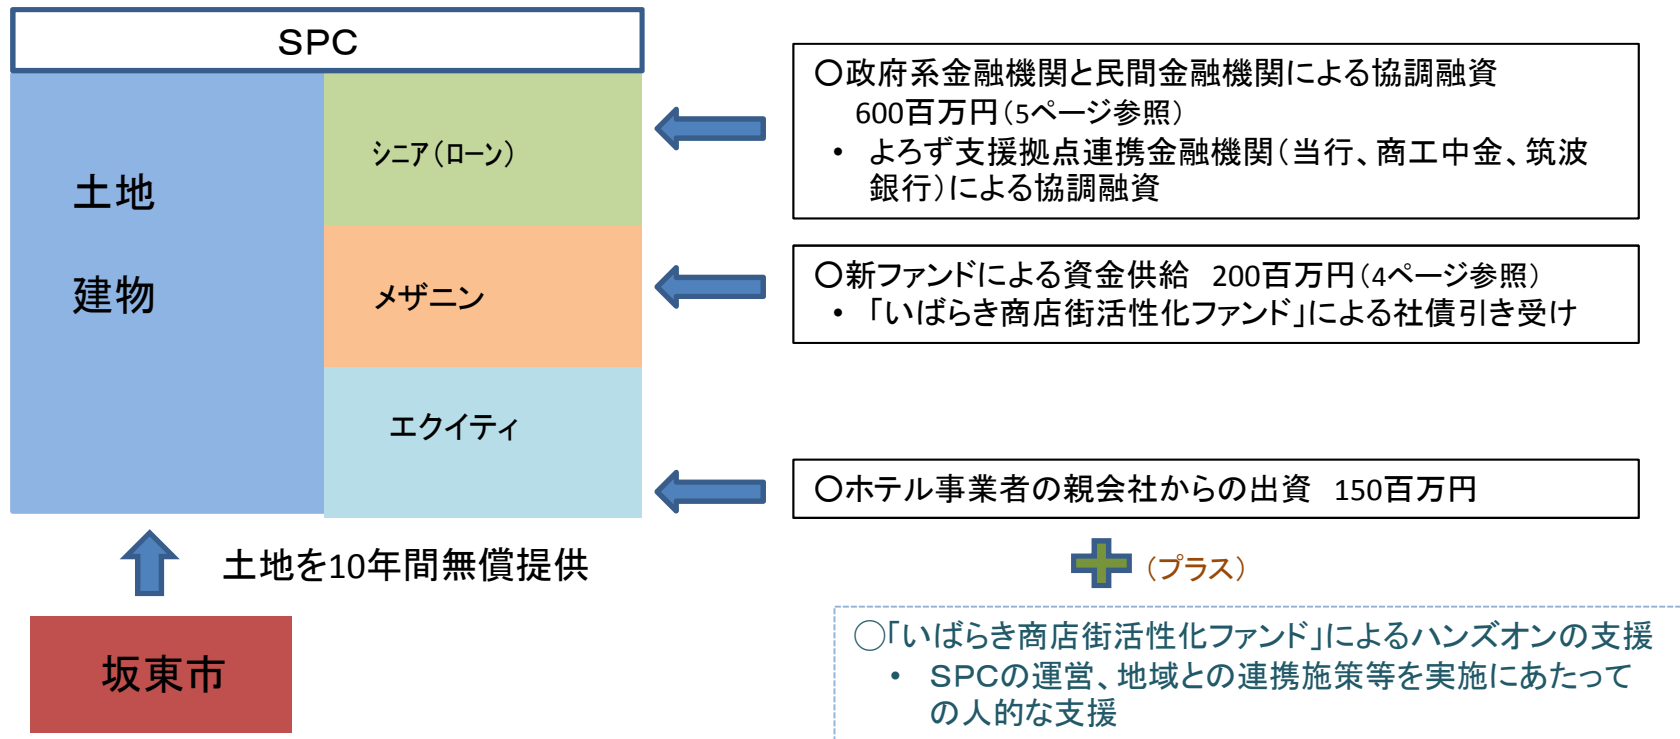 SPC
土地
建物
シニア(ローン)
メザニン
エクイティ
〇政府系金融機関と民間金融機関による協調融資
600百万円(5ページ参照)
• よろず支援拠点連携金融機関(当行、商工中金、筑波
銀行)による協調融資
〇新ファンドによる資金供給 200百万円(4ページ参照)
• 「いばらき商店街活性化ファンド」による社債引き受け
〇ホテル事業者の親会社からの出資 150百万円
土地を10年間無償提供
坂東市
(プラス)
〇「いばらき商店街活性化ファンド」によるハンズオンの支援
• SPCの運営、地域との連携施策等を実施にあたって
の人的な支援